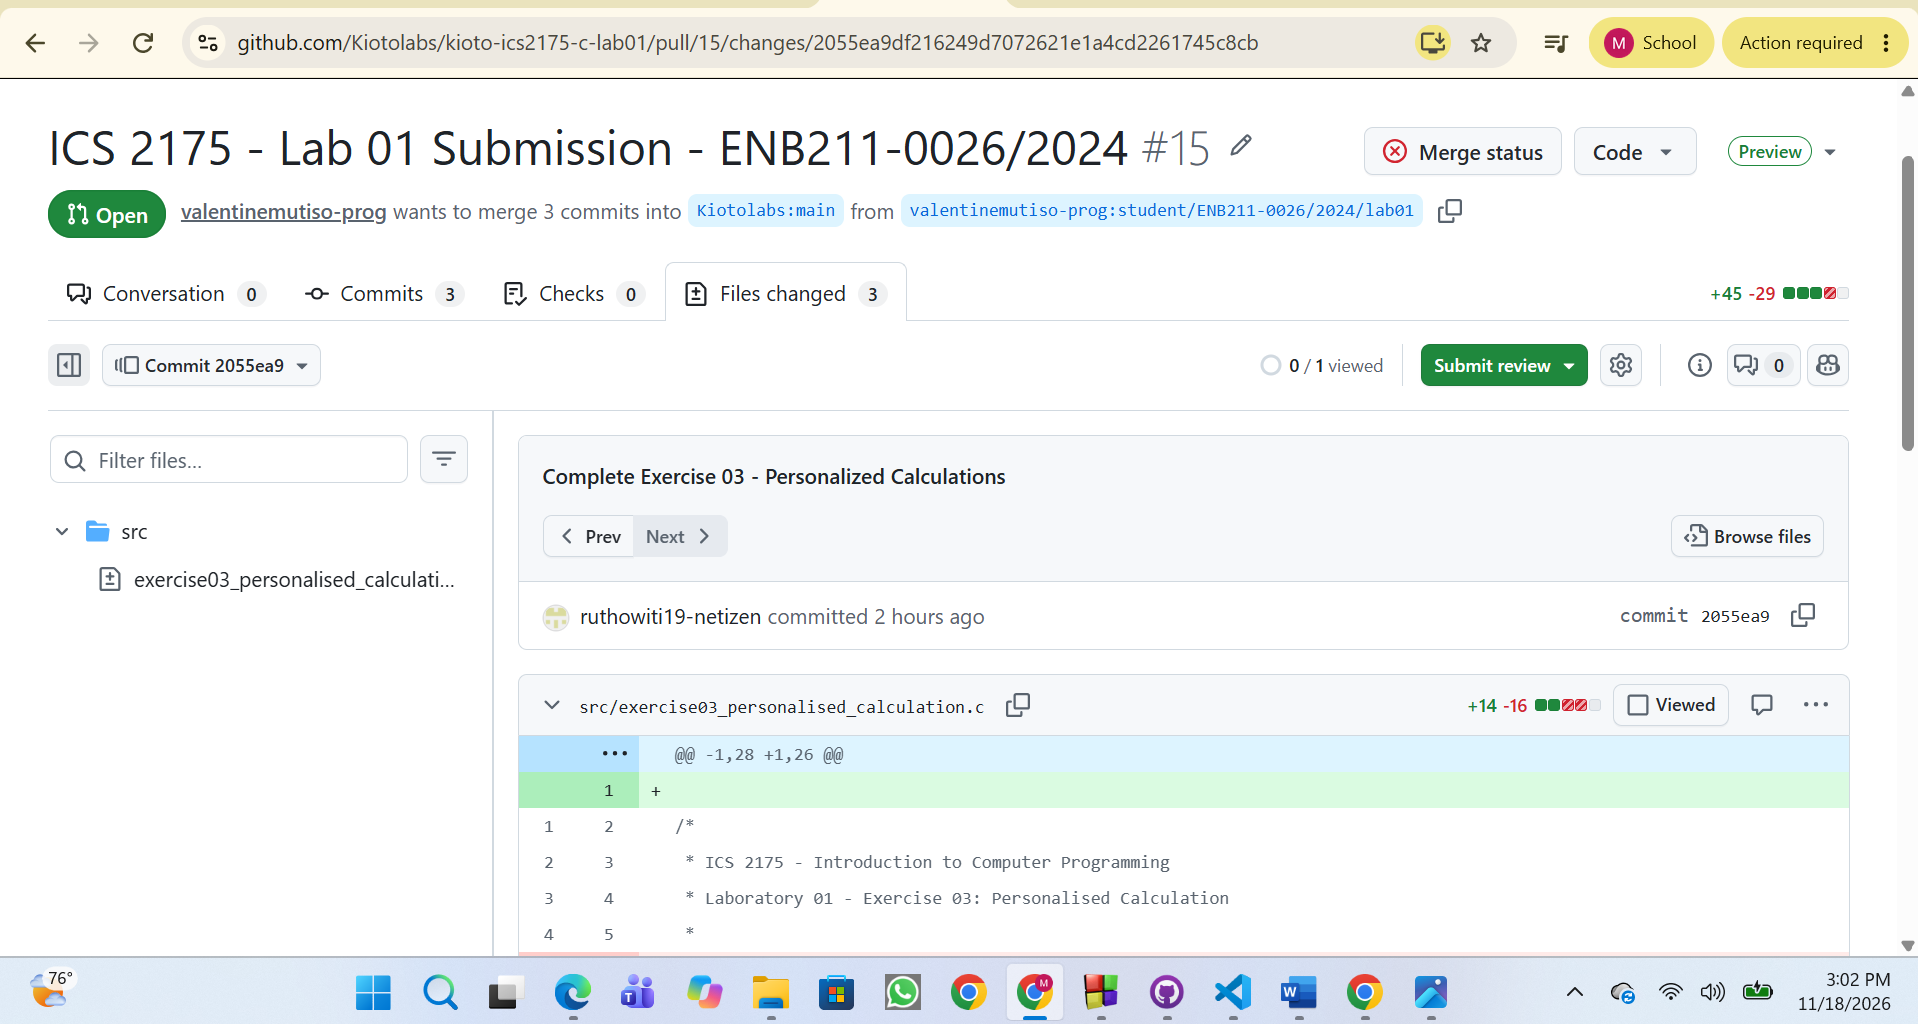 github.com/Kiotolabs/kioto-ics2175-c-lab01/pull/15/changes/2055ea9df216249d7072621e1a4cd2261745c8cb
M School
Action required
ICS 2175 - Lab 01 Submission - ENB211-0026/2024 #15
Merge status
Code
Preview
Open
valentinemutiso-prog wants to merge 3 commits into Kiotolabs:main from valentinemutiso-prog:student/ENB211-0026/2024/lab01
Conversation 0
Commits 3
Checks 0
Files changed 3
+45 -29
Commit 2055ea9
0 / 1 viewed
Submit review
0
Filter files...
src
exercise03_personalised_calculati...
Complete Exercise 03 - Personalized Calculations
Prev
Next
Browse files
ruthowiti19-netizen committed 2 hours ago
commit 2055ea9
src/exercise03_personalised_calculation.c
+14 -16
Viewed
@@ -1,28 +1,26 @@
1 +
1 2 /*
2 3 * ICS 2175 - Introduction to Computer Programming
3 4 * Laboratory 01 - Exercise 03: Personalised Calculation
4 5 *
76°
3:02 PM
11/18/2026